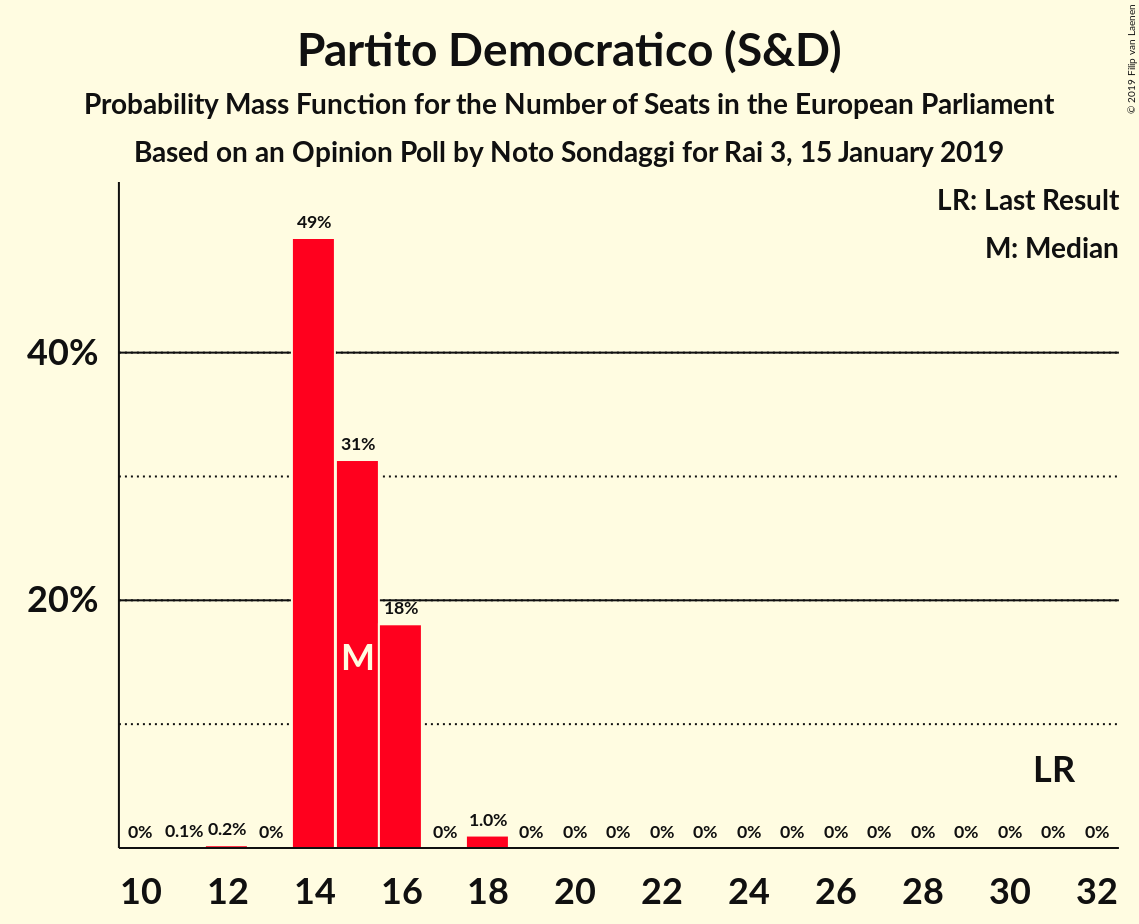 Partito Democratico (S&D)
Probability Mass Function for the Number of Seats in the European Parliament
Based on an Opinion Poll by Noto Sondaggi for Rai 3, 15 January 2019
© 2019 Filip van Laenen
LR: Last Result
M: Median
49%
40%
31%
20%
18%
M
LR
0% 0.1% 0.2% 0% 0% 1.0% 0% 0% 0% 0% 0% 0% 0% 0% 0% 0% 0% 0% 0% 0%
10 12 14 16 18 20 22 24 26 28 30 32